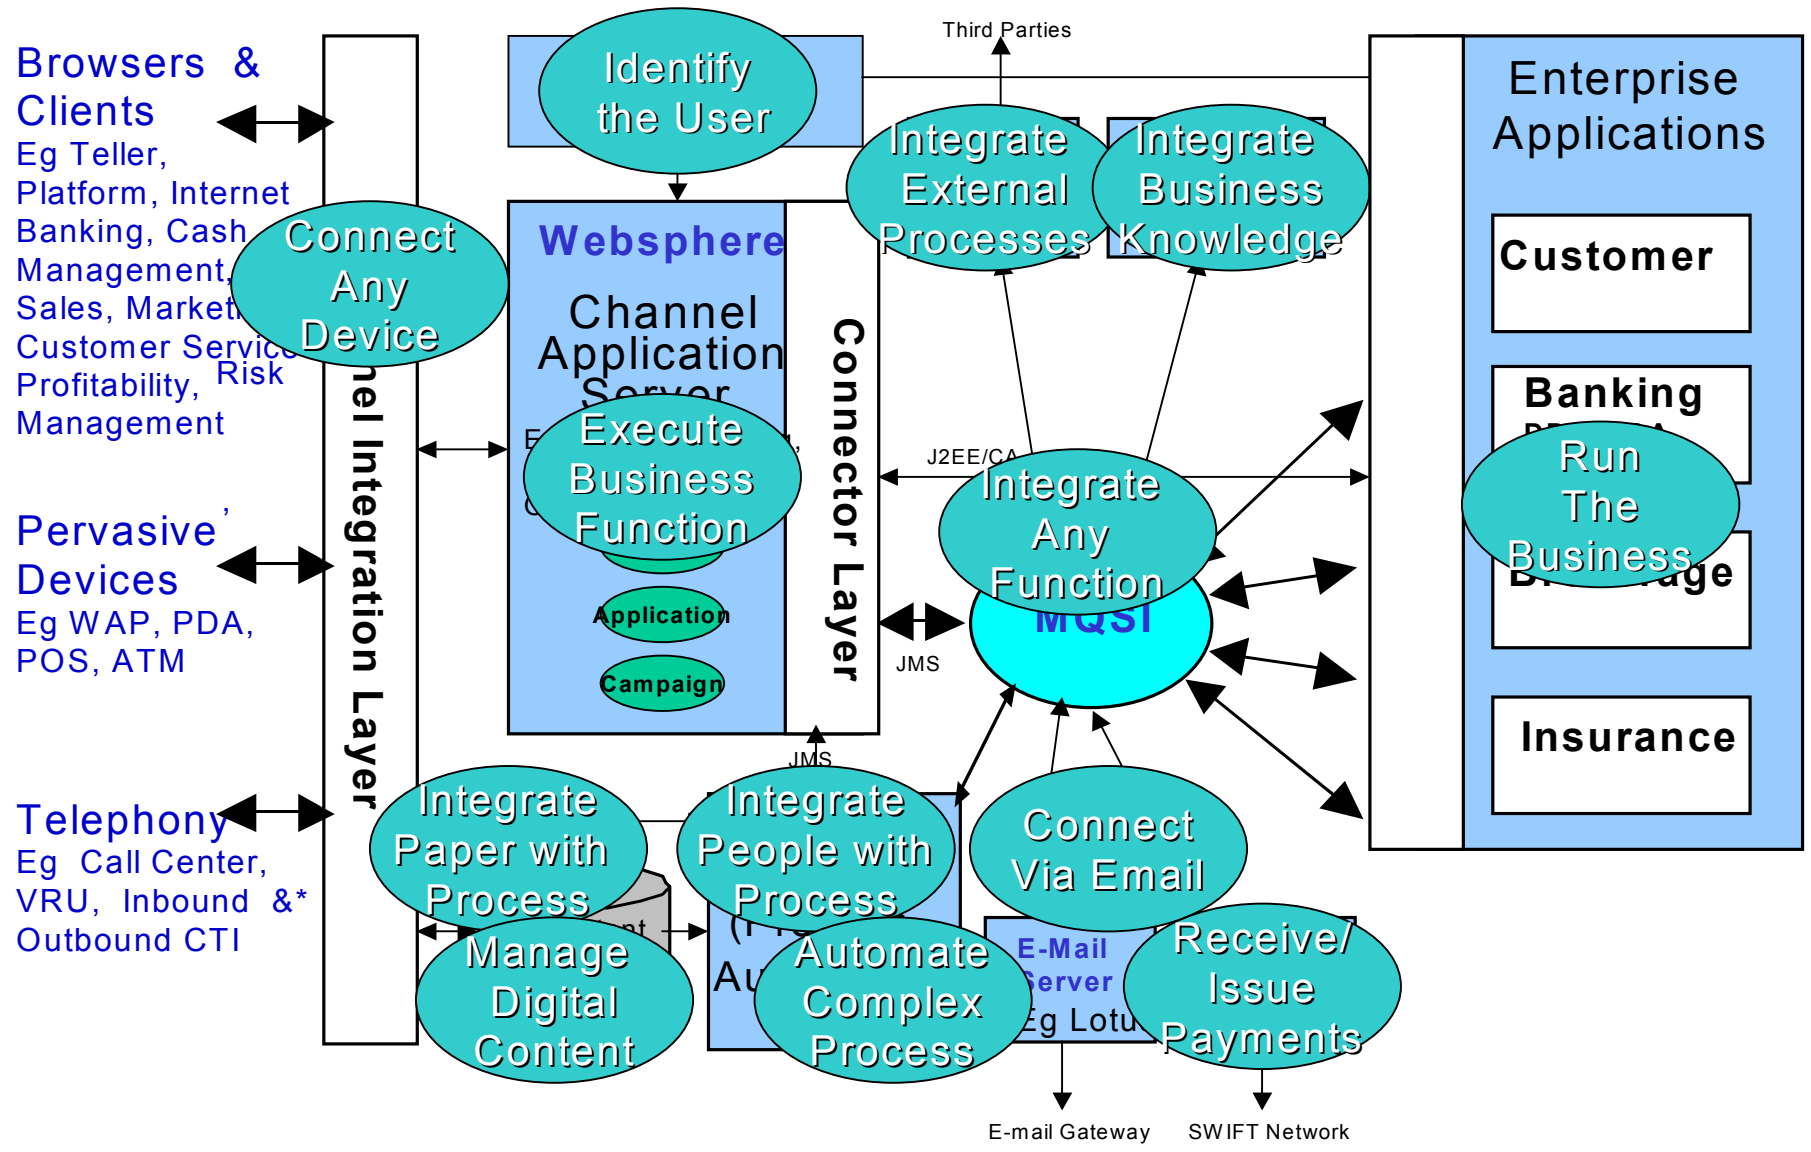 Browsers &
Clients
Eg Teller,
Platform, Internet
Banking, Cash
Management,
Sales,
Customer
Profitability, Risk
Management
Pervasive ’
Devices
Eg WAP, PDA,
POS, ATM
Telephony
Eg Call Center,
VRU, Inbound &*
Outbound CTI
Connect
Any
Device
Integration Layer
Identify
the User
Websphere
Channel
Application
Server
Execute
Business
Function
Application
Campaign
Connector Layer
Third Parties
Integrate
External
Processes
Integrate
Business
Knowledge
Integrate
Any
Function
MQSI
JMS
JMS
Integrate
Paper with
Process
Manage
Digital
Content
Integrate
People with
Process
Automate
Complex
Process
Connect
Via Email
E-Mail
Server
Eg
Receive/
Issue
Payments
E-mail Gateway
SWIFT Network
Enterprise
Applications
Customer
Banking
Run
The
Business
Insurance